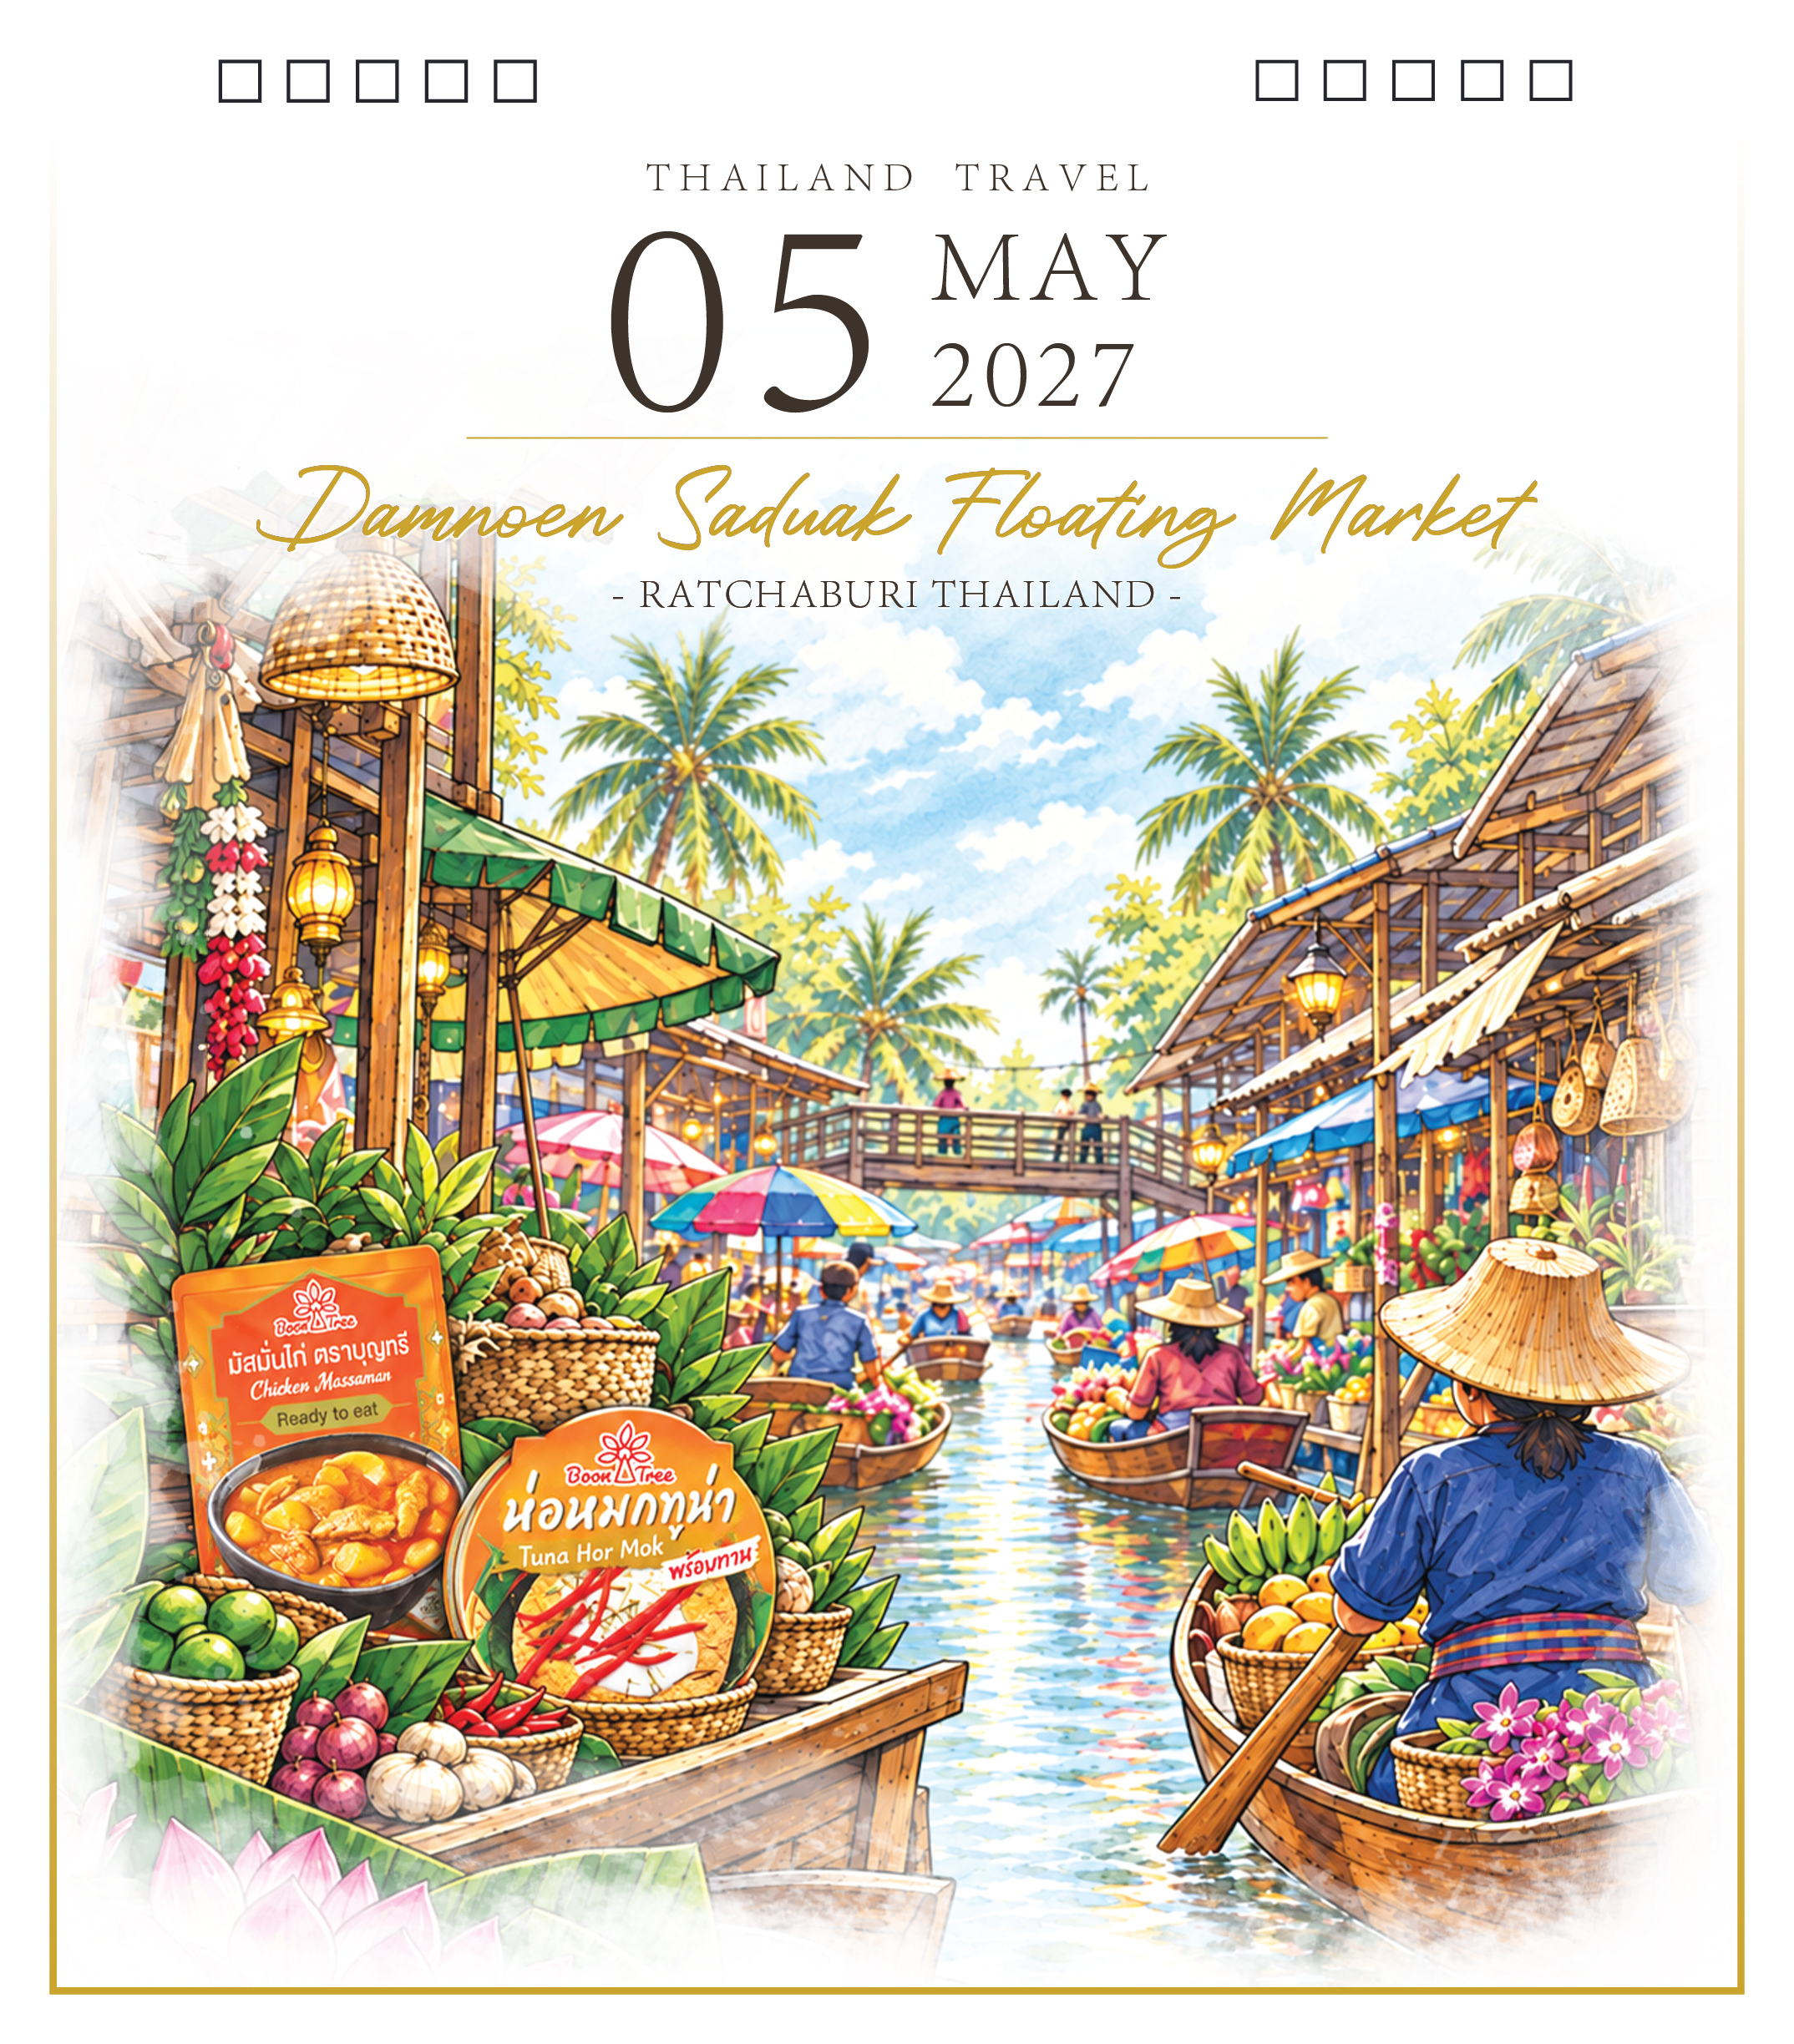 THAILAND TRAVEL
05 MAY
2027
Damnoen Saduak Floating Market
- RATCHABURI THAILAND -
Boon Tree
มัสมั่นไก่ ตราบุญทรี
Chicken Massaman
Ready to eat
Boon Tree
ห่อหมกทูน่า
Tuna Hor Mok
พร้อมทาน